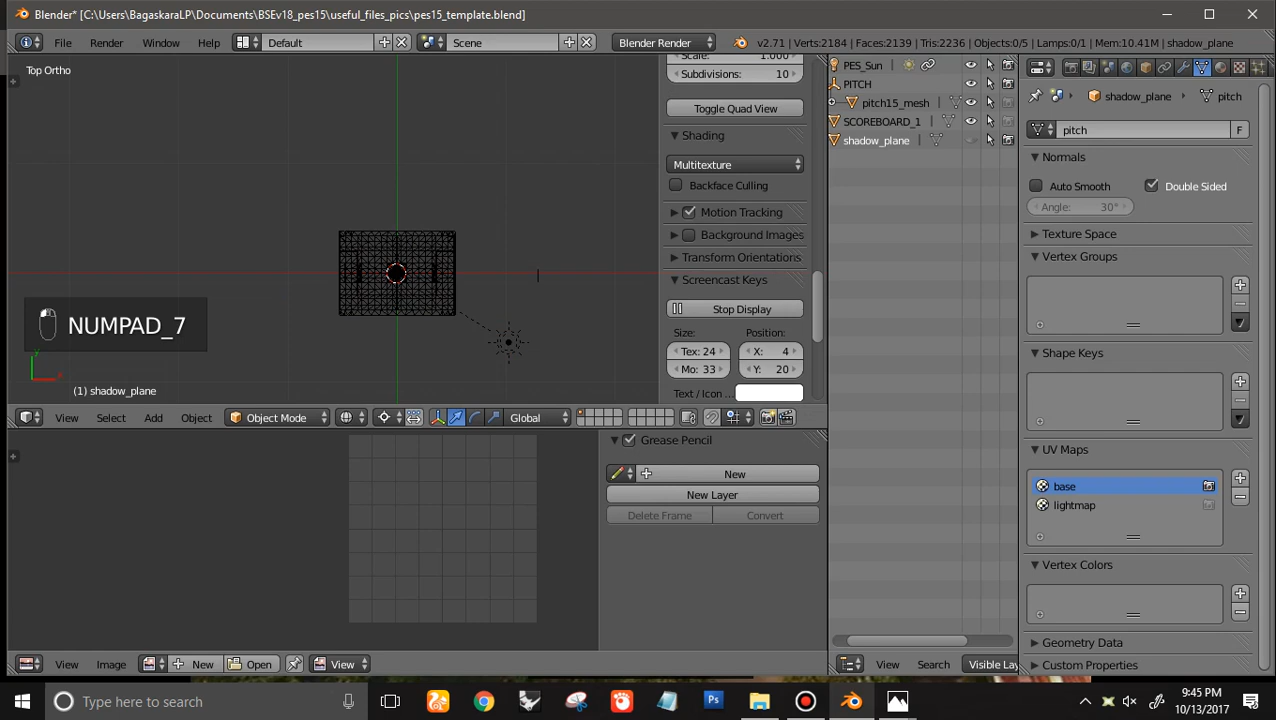 Blender* [C:\Users\BagaskaraLP\Documents\BSEv18_pes15\useful_files_pics\pes15_template.blend]
File Render Window Help Default Scene Blender Render v2.71 | Verts:2184 | Faces:2139 | Tris:2236 | Objects:0/5 | Lamps:0/1 | Mem:10.41M | shadow_plane
Top Ortho
Scale: 1.000
Subdivisions: 10
Toggle Quad View
Shading
Multitexture
Backface Culling
Motion Tracking
Background Images
Transform Orientations
Screencast Keys
Stop Display
Size: Position:
Tex: 24 X: 4
Mo: 33 Y: 20
Text / Icon ...
NUMPAD_7
(1) shadow_plane
View Select Add Object Object Mode Global
Grease Pencil
New
New Layer
Delete Frame Convert
View Image New Open View
PES_Sun
PITCH
pitch15_mesh
SCOREBOARD_1
shadow_plane
View Search Visible Lay
shadow_plane pitch
pitch F
Normals
Auto Smooth Double Sided
Angle: 30°
Texture Space
Vertex Groups
Shape Keys
UV Maps
base
lightmap
Vertex Colors
Geometry Data
Custom Properties
Type here to search
Ps
9:45 PM
10/13/2017